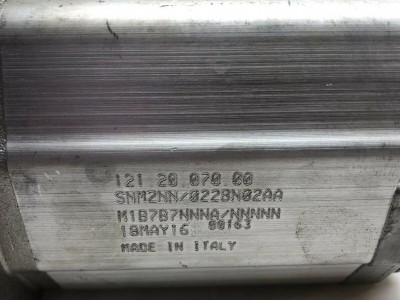 121 20.070.00
SNM2NN/022BN02AA
M1B7B7NNNA/NNNNN
18MAY16 00163
MADE IN ITALY